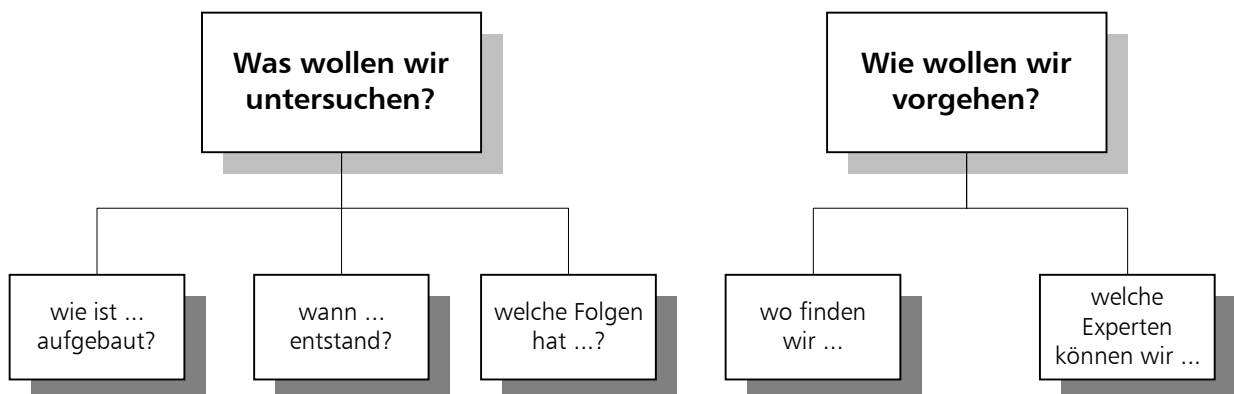 Was wollen wir
untersuchen?
Wie wollen wir
vorgehen?
wie ist ...
aufgebaut?
wann ...
entstand?
welche Folgen
hat ...?
wo finden
wir ...
welche
Experten
können wir ...